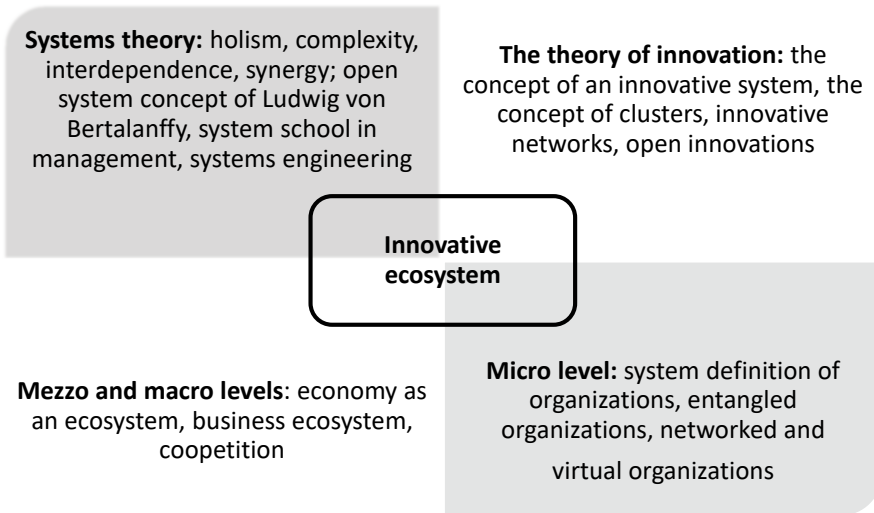 Systems theory: holism, complexity,
interdependence, synergy; open
system concept of Ludwig von
Bertalanffy, system school in
management, systems engineering
The theory of innovation: the
concept of an innovative system, the
concept of clusters, innovative
networks, open innovations
Innovative
ecosystem
Mezzo and macro levels: economy as
an ecosystem, business ecosystem,
coopetition
Micro level: system definition of
organizations, entangled
organizations, networked and
virtual organizations